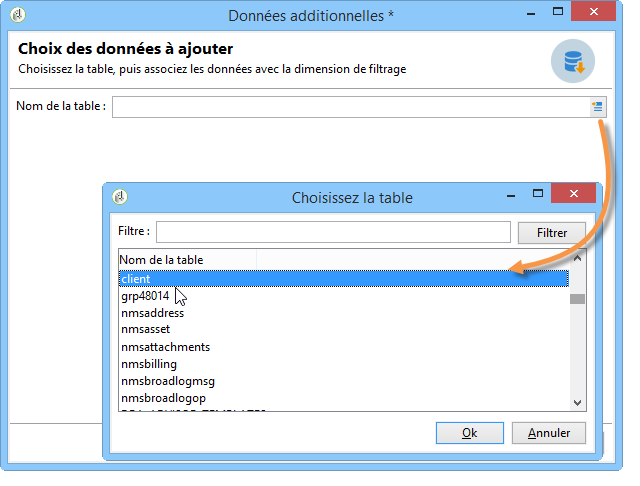 Données additionnelles *
Choix des données à ajouter
Choisissez la table, puis associez les données avec la dimension de filtrage
Nom de la table :
Choisissez la table
Filtre :
Filtrer
Nom de la table
client
grp48014
nmsaddress
nmsasset
nmsattachments
nmsbilling
nmsbroadlogmsg
nmsbroadlogop
Ok
Annuler